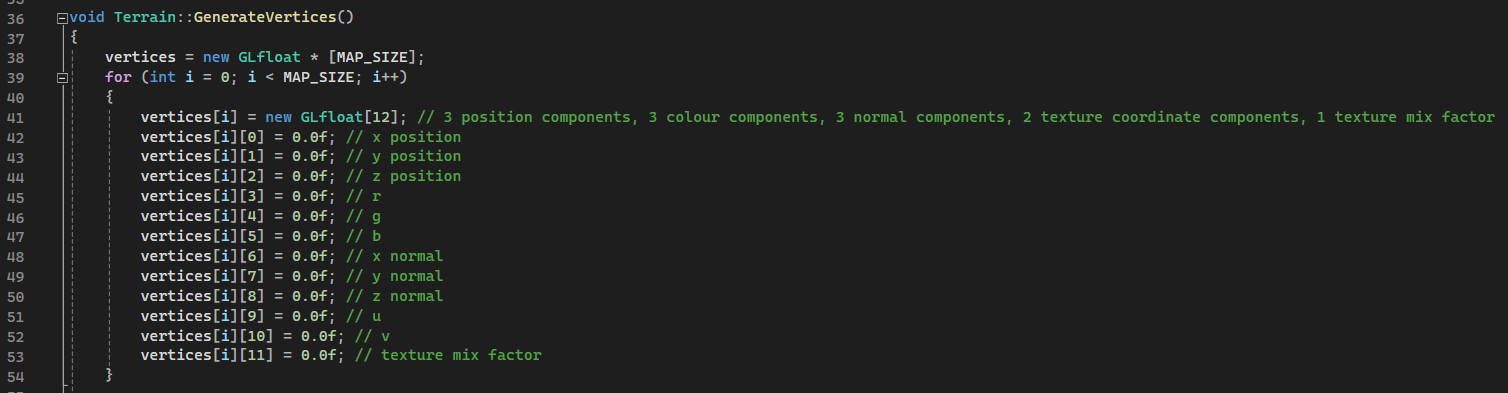 36 void Terrain::GenerateVertices()
37 {
38 vertices = new GLfloat * [MAP_SIZE];
39 for (int i = 0; i < MAP_SIZE; i++)
40 {
41 vertices[i] = new GLfloat[12]; // 3 position components, 3 colour components, 3 normal components, 2 texture coordinate components, 1 texture mix factor
42 vertices[i][0] = 0.0f; // x position
43 vertices[i][1] = 0.0f; // y position
44 vertices[i][2] = 0.0f; // z position
45 vertices[i][3] = 0.0f; // r
46 vertices[i][4] = 0.0f; // g
47 vertices[i][5] = 0.0f; // b
48 vertices[i][6] = 0.0f; // x normal
49 vertices[i][7] = 0.0f; // y normal
50 vertices[i][8] = 0.0f; // z normal
51 vertices[i][9] = 0.0f; // u
52 vertices[i][10] = 0.0f; // v
53 vertices[i][11] = 0.0f; // texture mix factor
54 }